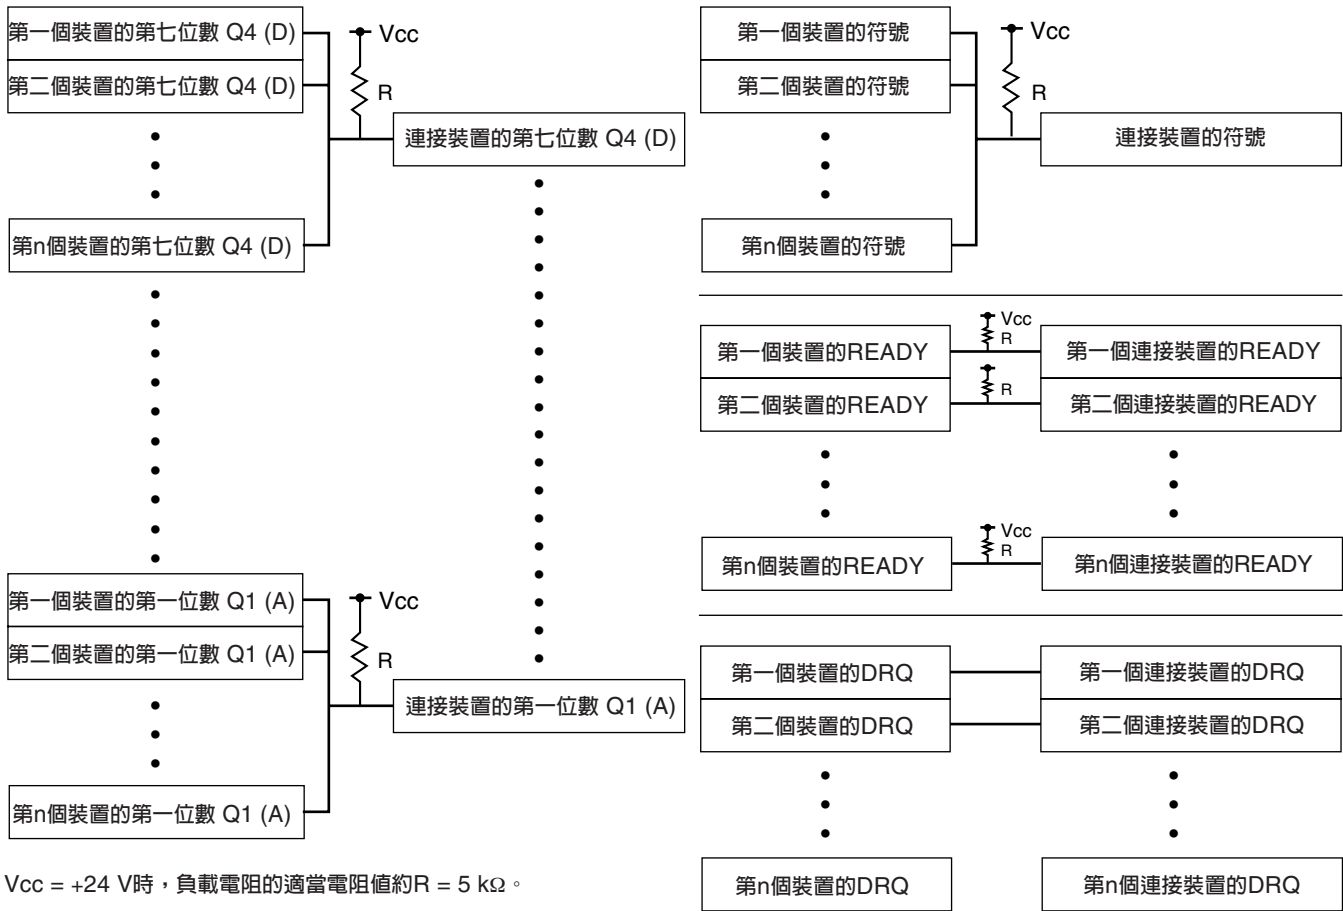 第一個裝置的第七位數 Q4 (D)
第二個裝置的第七位數 Q4 (D)
Vcc
R
連接裝置的第七位數 Q4 (D)
第n個裝置的第七位數 Q4 (D)
第一個裝置的第一位數 Q1 (A)
第二個裝置的第一位數 Q1 (A)
Vcc
R
連接裝置的第一位數 Q1 (A)
第n個裝置的第一位數 Q1 (A)
Vcc = +24 V時，負載電阻的適當電阻值約R = 5 kΩ。
第一個裝置的符號
第二個裝置的符號
Vcc
R
連接裝置的符號
第n個裝置的符號
第一個裝置的READY
Vcc
R
第一個連接裝置的READY
第二個裝置的READY
R
第二個連接裝置的READY
第n個裝置的READY
Vcc
R
第n個連接裝置的READY
第一個裝置的DRQ
第一個連接裝置的DRQ
第二個裝置的DRQ
第二個連接裝置的DRQ
第n個裝置的DRQ
第n個連接裝置的DRQ